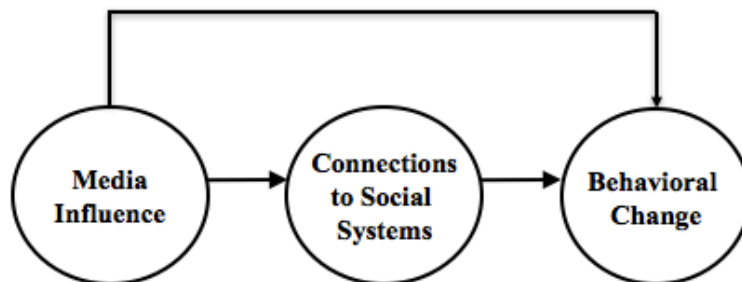 Media
Influence
Connections
to Social
Systems
Behavioral
Change